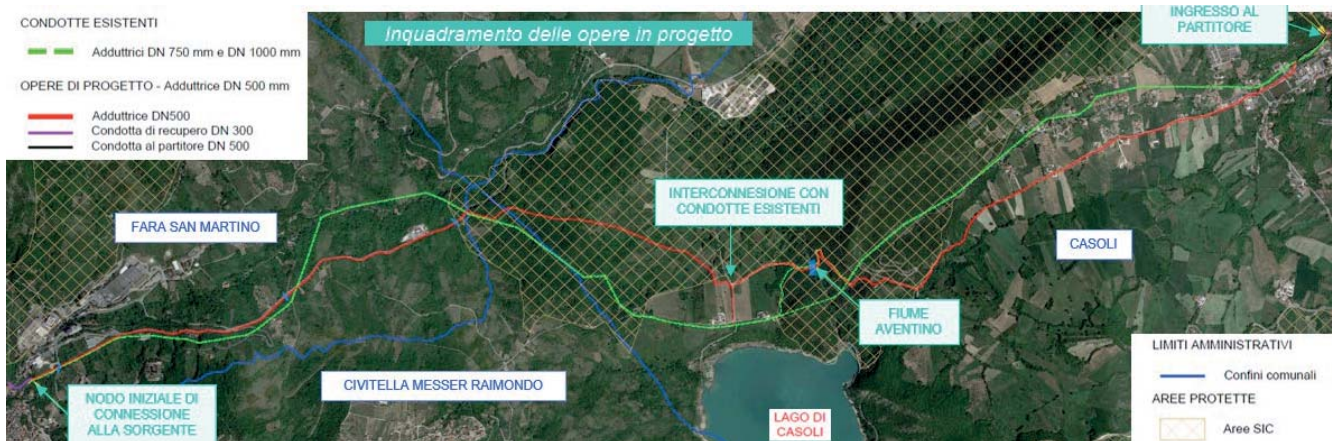 CONDOTTE ESISTENTI
Adduttrici DN 750 mm e DN 1000 mm
OPERE DI PROGETTO - Adduttrice DN 500 mm
Adduttrice DN500
Condotta di recupero DN 300
Condotta al partitore DN 500
Inquadramento delle opere in progetto
INGRESSO AL
PARTITORE
INTERCONNESIONE CON
CONDOTTE ESISTENTI
FARA SAN MARTINO
CASOLI
FIUME
AVENTINO
CIVITELLA MESSER RAIMONDO
NODO INIZIALE DI
CONNESSIONE
ALLA SORGENTE
LAGO DI
CASOLI
LIMITI AMMINISTRATIVI
Confini comunali
AREE PROTETTE
Aree SIC